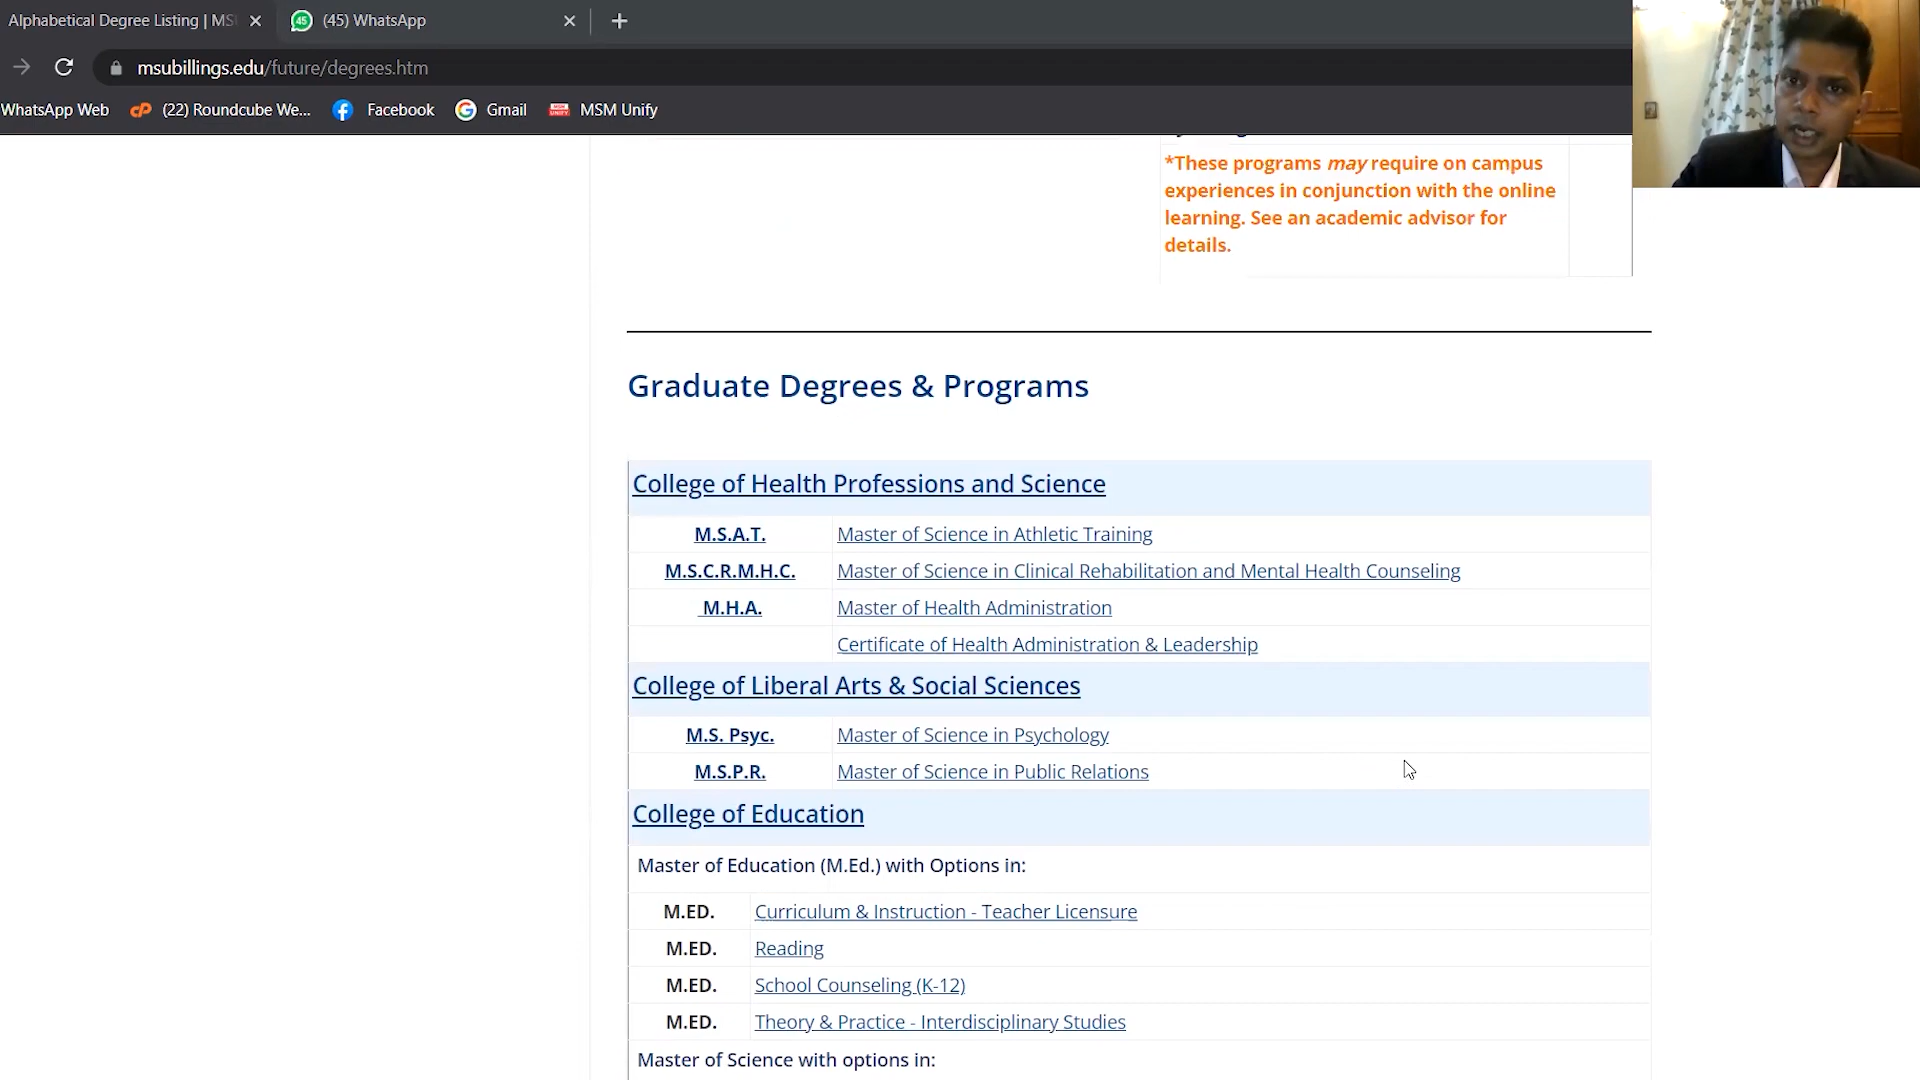 Alphabetical Degree Listing | MS
45 (45) WhatsApp
msubillings.edu/future/degrees.htm
WhatsApp Web
cP (22) Roundcube We...
Facebook
Gmail
MSM UNIFY MSM Unify
*These programs may require on campus
experiences in conjunction with the online
learning. See an academic advisor for
details.
Graduate Degrees & Programs
College of Health Professions and Science
M.S.A.T. Master of Science in Athletic Training
M.S.C.R.M.H.C. Master of Science in Clinical Rehabilitation and Mental Health Counseling
M.H.A. Master of Health Administration
Certificate of Health Administration & Leadership
College of Liberal Arts & Social Sciences
M.S. Psyc. Master of Science in Psychology
M.S.P.R. Master of Science in Public Relations
College of Education
Master of Education (M.Ed.) with Options in:
M.ED. Curriculum & Instruction - Teacher Licensure
M.ED. Reading
M.ED. School Counseling (K-12)
M.ED. Theory & Practice - Interdisciplinary Studies
Master of Science with options in: